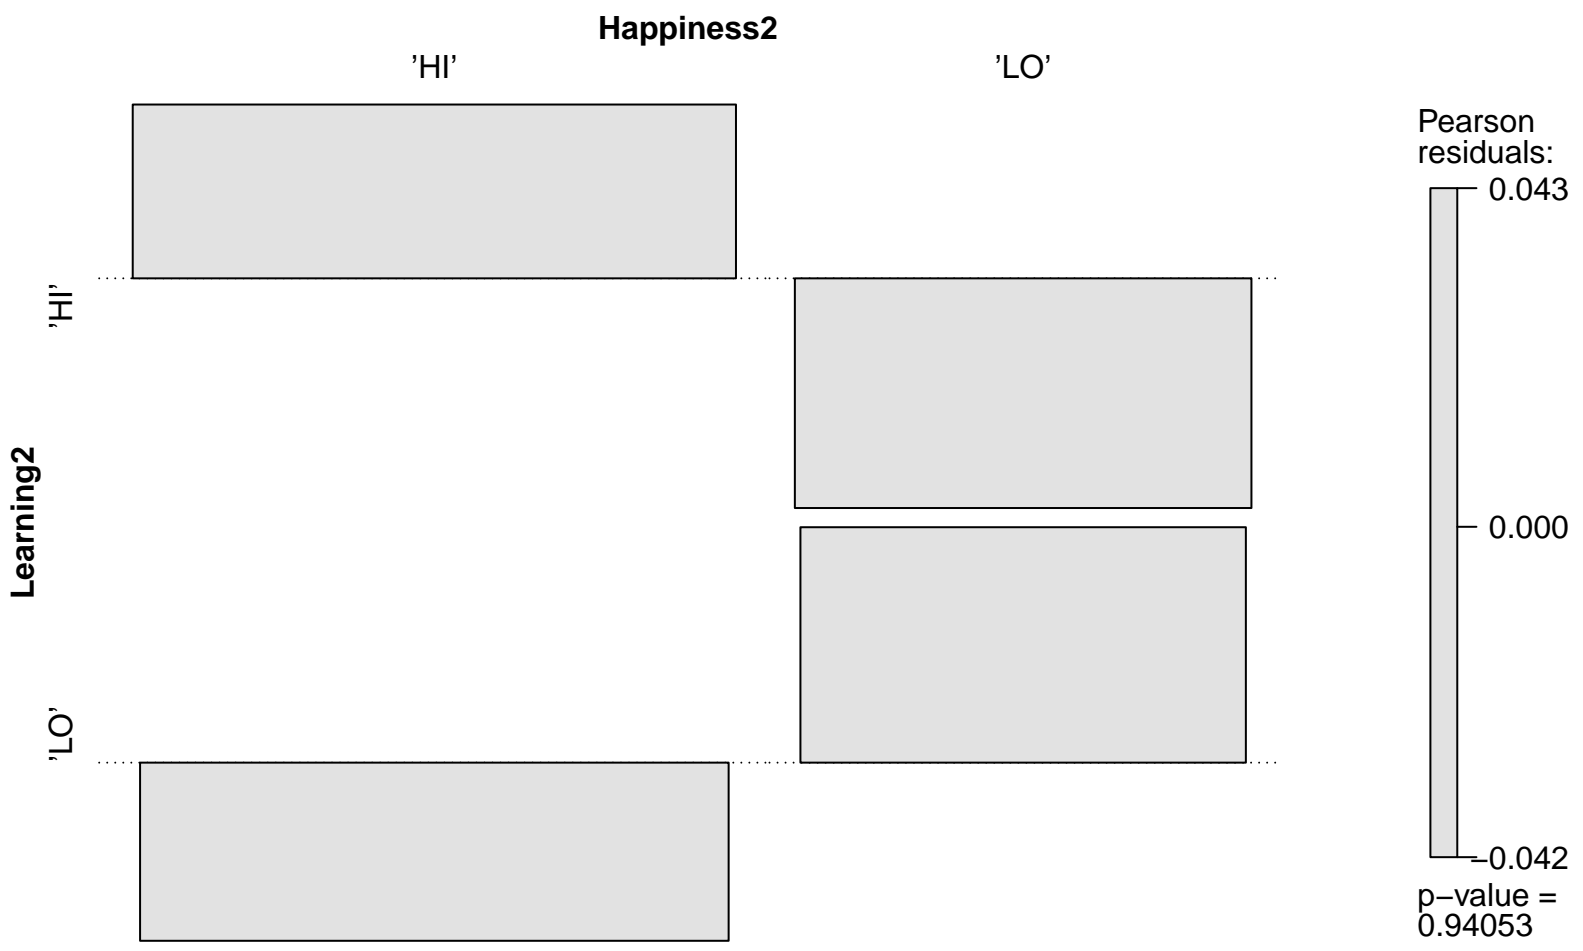 Happiness2
’HI’ ’LO’
Pearson
residuals:
0.043
’HI’
Learning2
0.000
’LO’
−0.042
p−value =
0.94053